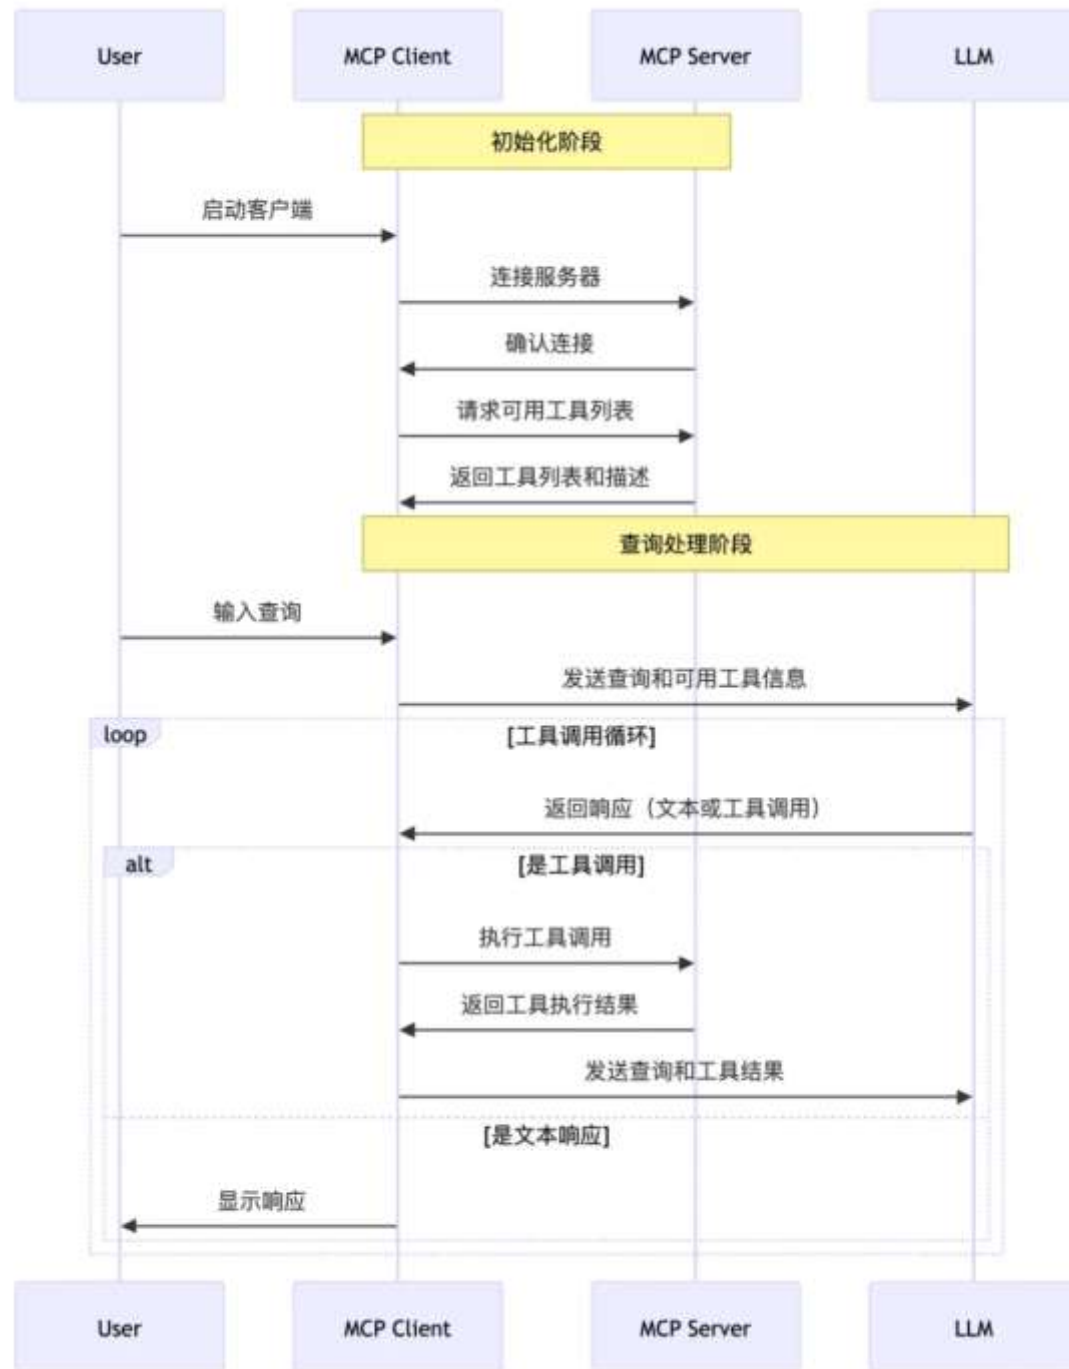 User
MCP Client
MCP Server
LLM
初始化阶段
启动客户端
连接服务器
确认连接
请求可用工具列表
返回工具列表和描述
查询处理阶段
输入查询
发送查询和可用工具信息
loop
[工具调用循环]
返回响应（文本或工具调用）
alt
[是工具调用]
执行工具调用
返回工具执行结果
发送查询和工具结果
[是文本响应]
显示响应
User
MCP Client
MCP Server
LLM